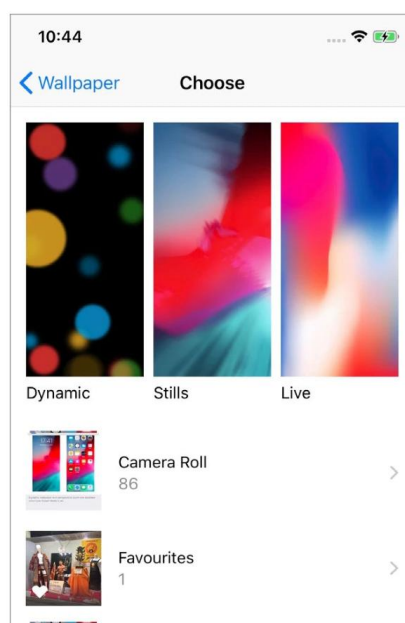 10:44
Wallpaper
Choose
Dynamic
Stills
Live
Camera Roll
86
Favourites
1